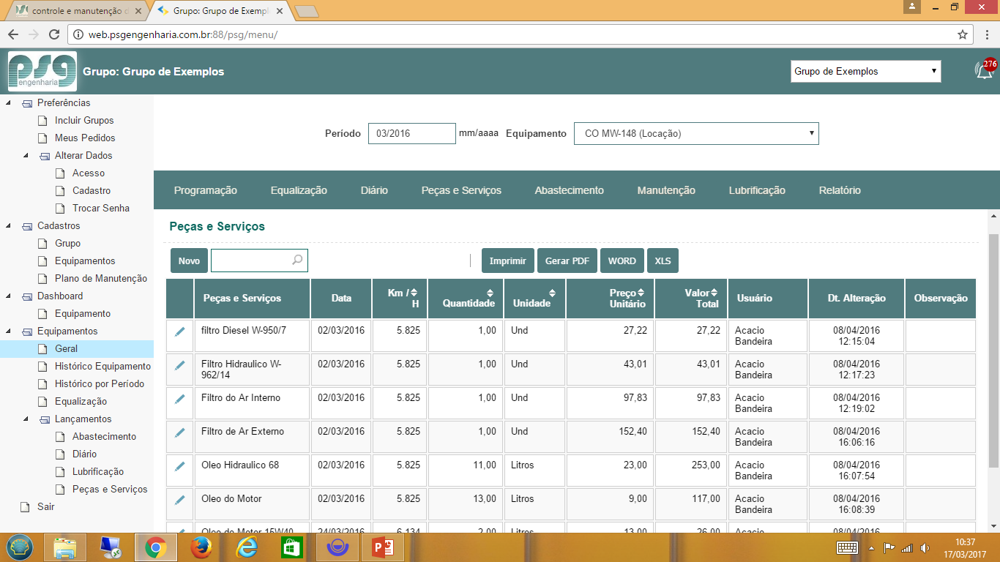 controle e manutenção d
Grupo: Grupo de Exempl
web.psgengenharia.com.br:88/psg/menu/
psg
engenharia
Grupo: Grupo de Exemplos
Grupo de Exemplos
276
Preferências
Incluir Grupos
Meus Pedidos
Alterar Dados
Acesso
Cadastro
Trocar Senha
Cadastros
Grupo
Equipamentos
Plano de Manutenção
Dashboard
Equipamento
Equipamentos
Geral
Histórico Equipamento
Histórico por Período
Equalização
Lançamentos
Abastecimento
Diário
Lubrificação
Peças e Serviços
Sair
Período 03/2016 mm/aaaa Equipamento CO MW-148 (Locação)
Programação Equalização Diário Peças e Serviços Abastecimento Manutenção Lubrificação Relatório
Peças e Serviços
Novo Imprimir Gerar PDF WORD XLS
Peças e Serviços Data Km / H Quantidade Unidade Preço Unitário Valor Total Usuário Dt. Alteração Observação
filtro Diesel W-950/7 02/03/2016 5.825 1,00 Und 27,22 27,22 Acacio Bandeira 08/04/2016 12:15:04
Filtro Hidraulico W-962/14 02/03/2016 5.825 1,00 Und 43,01 43,01 Acacio Bandeira 08/04/2016 12:17:23
Filtro do Ar Interno 02/03/2016 5.825 1,00 Und 97,83 97,83 Acacio Bandeira 08/04/2016 12:19:02
Filtro de Ar Externo 02/03/2016 5.825 1,00 Und 152,40 152,40 Acacio Bandeira 08/04/2016 16:06:16
Oleo Hidraulico 68 02/03/2016 5.825 11,00 Litros 23,00 253,00 Acacio Bandeira 08/04/2016 16:07:54
Oleo do Motor 02/03/2016 5.825 13,00 Litros 9,00 117,00 Acacio Bandeira 08/04/2016 16:08:39
Oleo do Motor 15W40 24/03/2016 6.134 2,00 Litros 13,00 26,00 Acacio 08/04/2016
10:37
17/03/2017